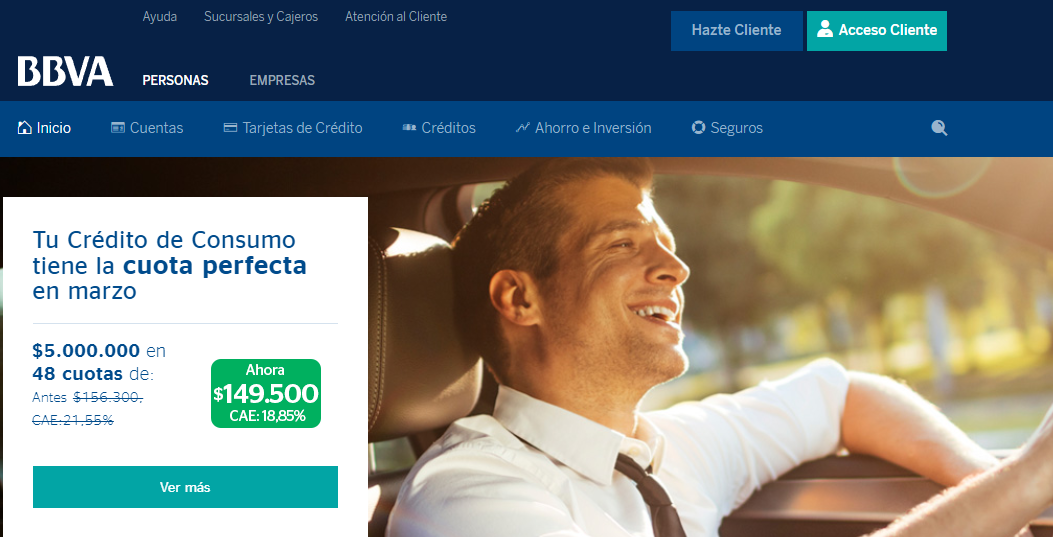 Ayuda Sucursales y Cajeros Atención al Cliente
Hazte Cliente Acceso Cliente
BBVA PERSONAS EMPRESAS
Inicio Cuentas Tarjetas de Crédito Créditos Ahorro e Inversión Seguros
Tu Crédito de Consumo
tiene la cuota perfecta
en marzo
$5.000.000 en
48 cuotas de:
Antes $156.300,
CAE:21,55%
Ahora
$149.500
CAE: 18,85%
Ver más